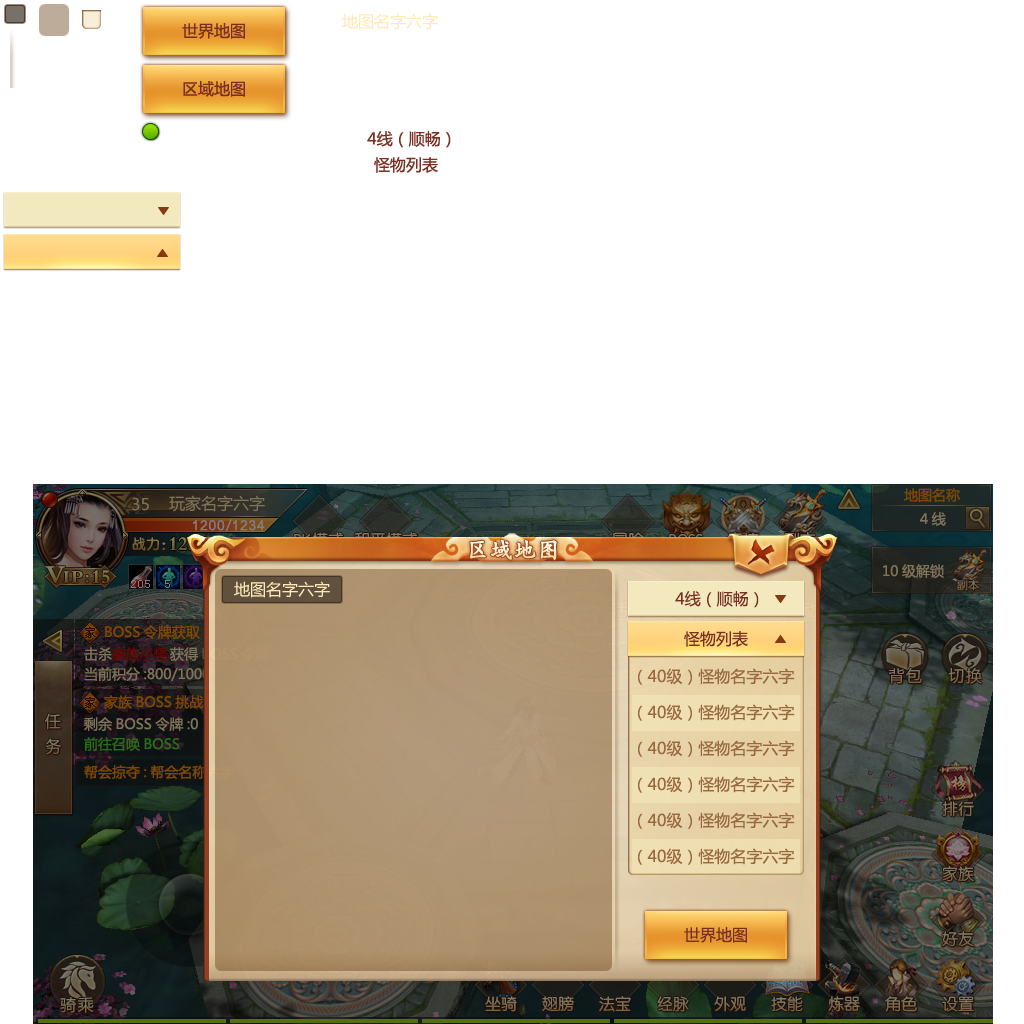 世界地图
地图名字六字
区域地图
4线（顺畅）
怪物列表
35 玩家名字六字
1200/1234
战力:12
VIP:15
205
5
地图名称
4 线
10 级解锁
副本
区域地图
地图名字六字
4线（顺畅）
怪物列表
（40级）怪物名字六字
（40级）怪物名字六字
（40级）怪物名字六字
（40级）怪物名字六字
（40级）怪物名字六字
（40级）怪物名字六字
世界地图
家 BOSS 令牌获取
击杀 获得
当前积分 :800/100
家 家族 BOSS 挑战
剩余 BOSS 令牌 :0
前往召唤 BOSS
帮会掠夺 : 帮会名称
任务
背包
切换
榜
排行
家族
好友
骑乘
坐骑
翅膀
法宝
经脉
外观
技能
炼器
角色
设置